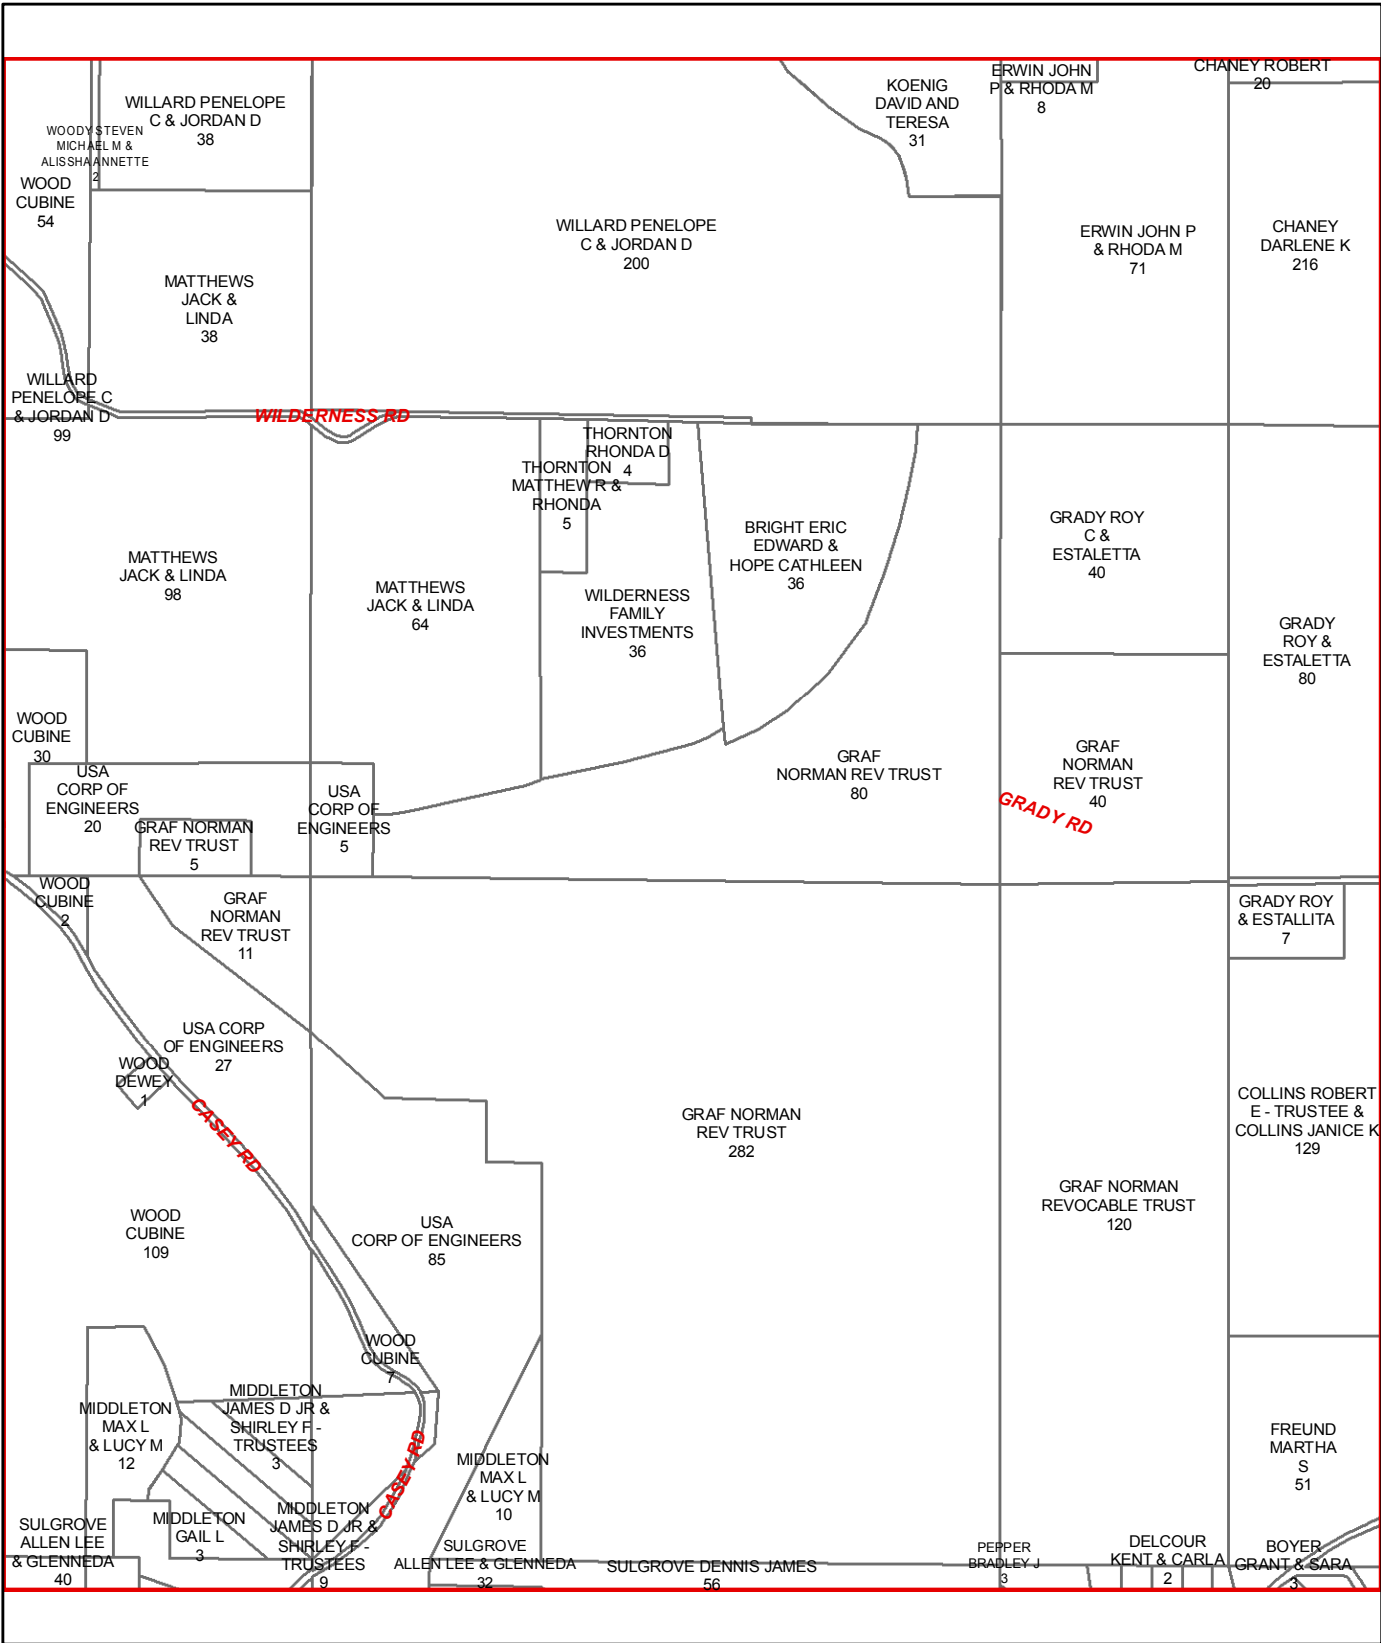 CHANEY ROBERT
20
ERWIN JOHN
P & RHODA M
8
KOENIG
DAVID AND
TERESA
31
WILLARD PENELOPE
C & JORDAN D
38
WOODY STEVEN
MICHAEL M &
ALISSHA ANNETTE
2
WOOD
CUBINE
54
WILLARD PENELOPE
C & JORDAN D
200
ERWIN JOHN P
& RHODA M
71
CHANEY
DARLENE K
216
MATTHEWS
JACK &
LINDA
38
WILLARD
PENELOPE C
& JORDAN D
99
WILDERNESS RD
THORNTON
RHONDA D
4
THORNTON
MATTHEW R &
RHONDA
5
BRIGHT ERIC
EDWARD &
HOPE CATHLEEN
36
GRADY ROY
C &
ESTALETTA
40
MATTHEWS
JACK & LINDA
98
MATTHEWS
JACK & LINDA
64
WILDERNESS
FAMILY
INVESTMENTS
36
GRADY
ROY &
ESTALETTA
80
WOOD
CUBINE
30
USA
CORP OF
ENGINEERS
20
GRAF NORMAN
REV TRUST
5
USA
CORP OF
ENGINEERS
5
GRAF
NORMAN REV TRUST
80
GRAF
NORMAN
REV TRUST
40
GRADY RD
WOOD
CUBINE
2
GRAF
NORMAN
REV TRUST
11
GRADY ROY
& ESTALLITA
7
USA CORP
OF ENGINEERS
27
WOOD
DEWEY
1
CASEY RD
GRAF NORMAN
REV TRUST
282
COLLINS ROBERT
E - TRUSTEE &
COLLINS JANICE K
129
GRAF NORMAN
REVOCABLE TRUST
120
WOOD
CUBINE
109
USA
CORP OF ENGINEERS
85
WOOD
CUBINE
7
MIDDLETON
JAMES D JR &
SHIRLEY F -
TRUSTEES
3
MIDDLETON
MAX L
& LUCY M
12
CASEY RD
MIDDLETON
MAX L
& LUCY M
10
FREUND
MARTHA
S
51
SULGROVE
ALLEN LEE
& GLENNEDA
40
MIDDLETON
GAIL L
3
MIDDLETON
JAMES D JR &
SHIRLEY F -
TRUSTEES
9
SULGROVE
ALLEN LEE & GLENNEDA
32
SULGROVE DENNIS JAMES
56
PEPPER
BRADLEY J
3
DELCOUR
KENT & CARLA
2
BOYER
GRANT & SARA
3